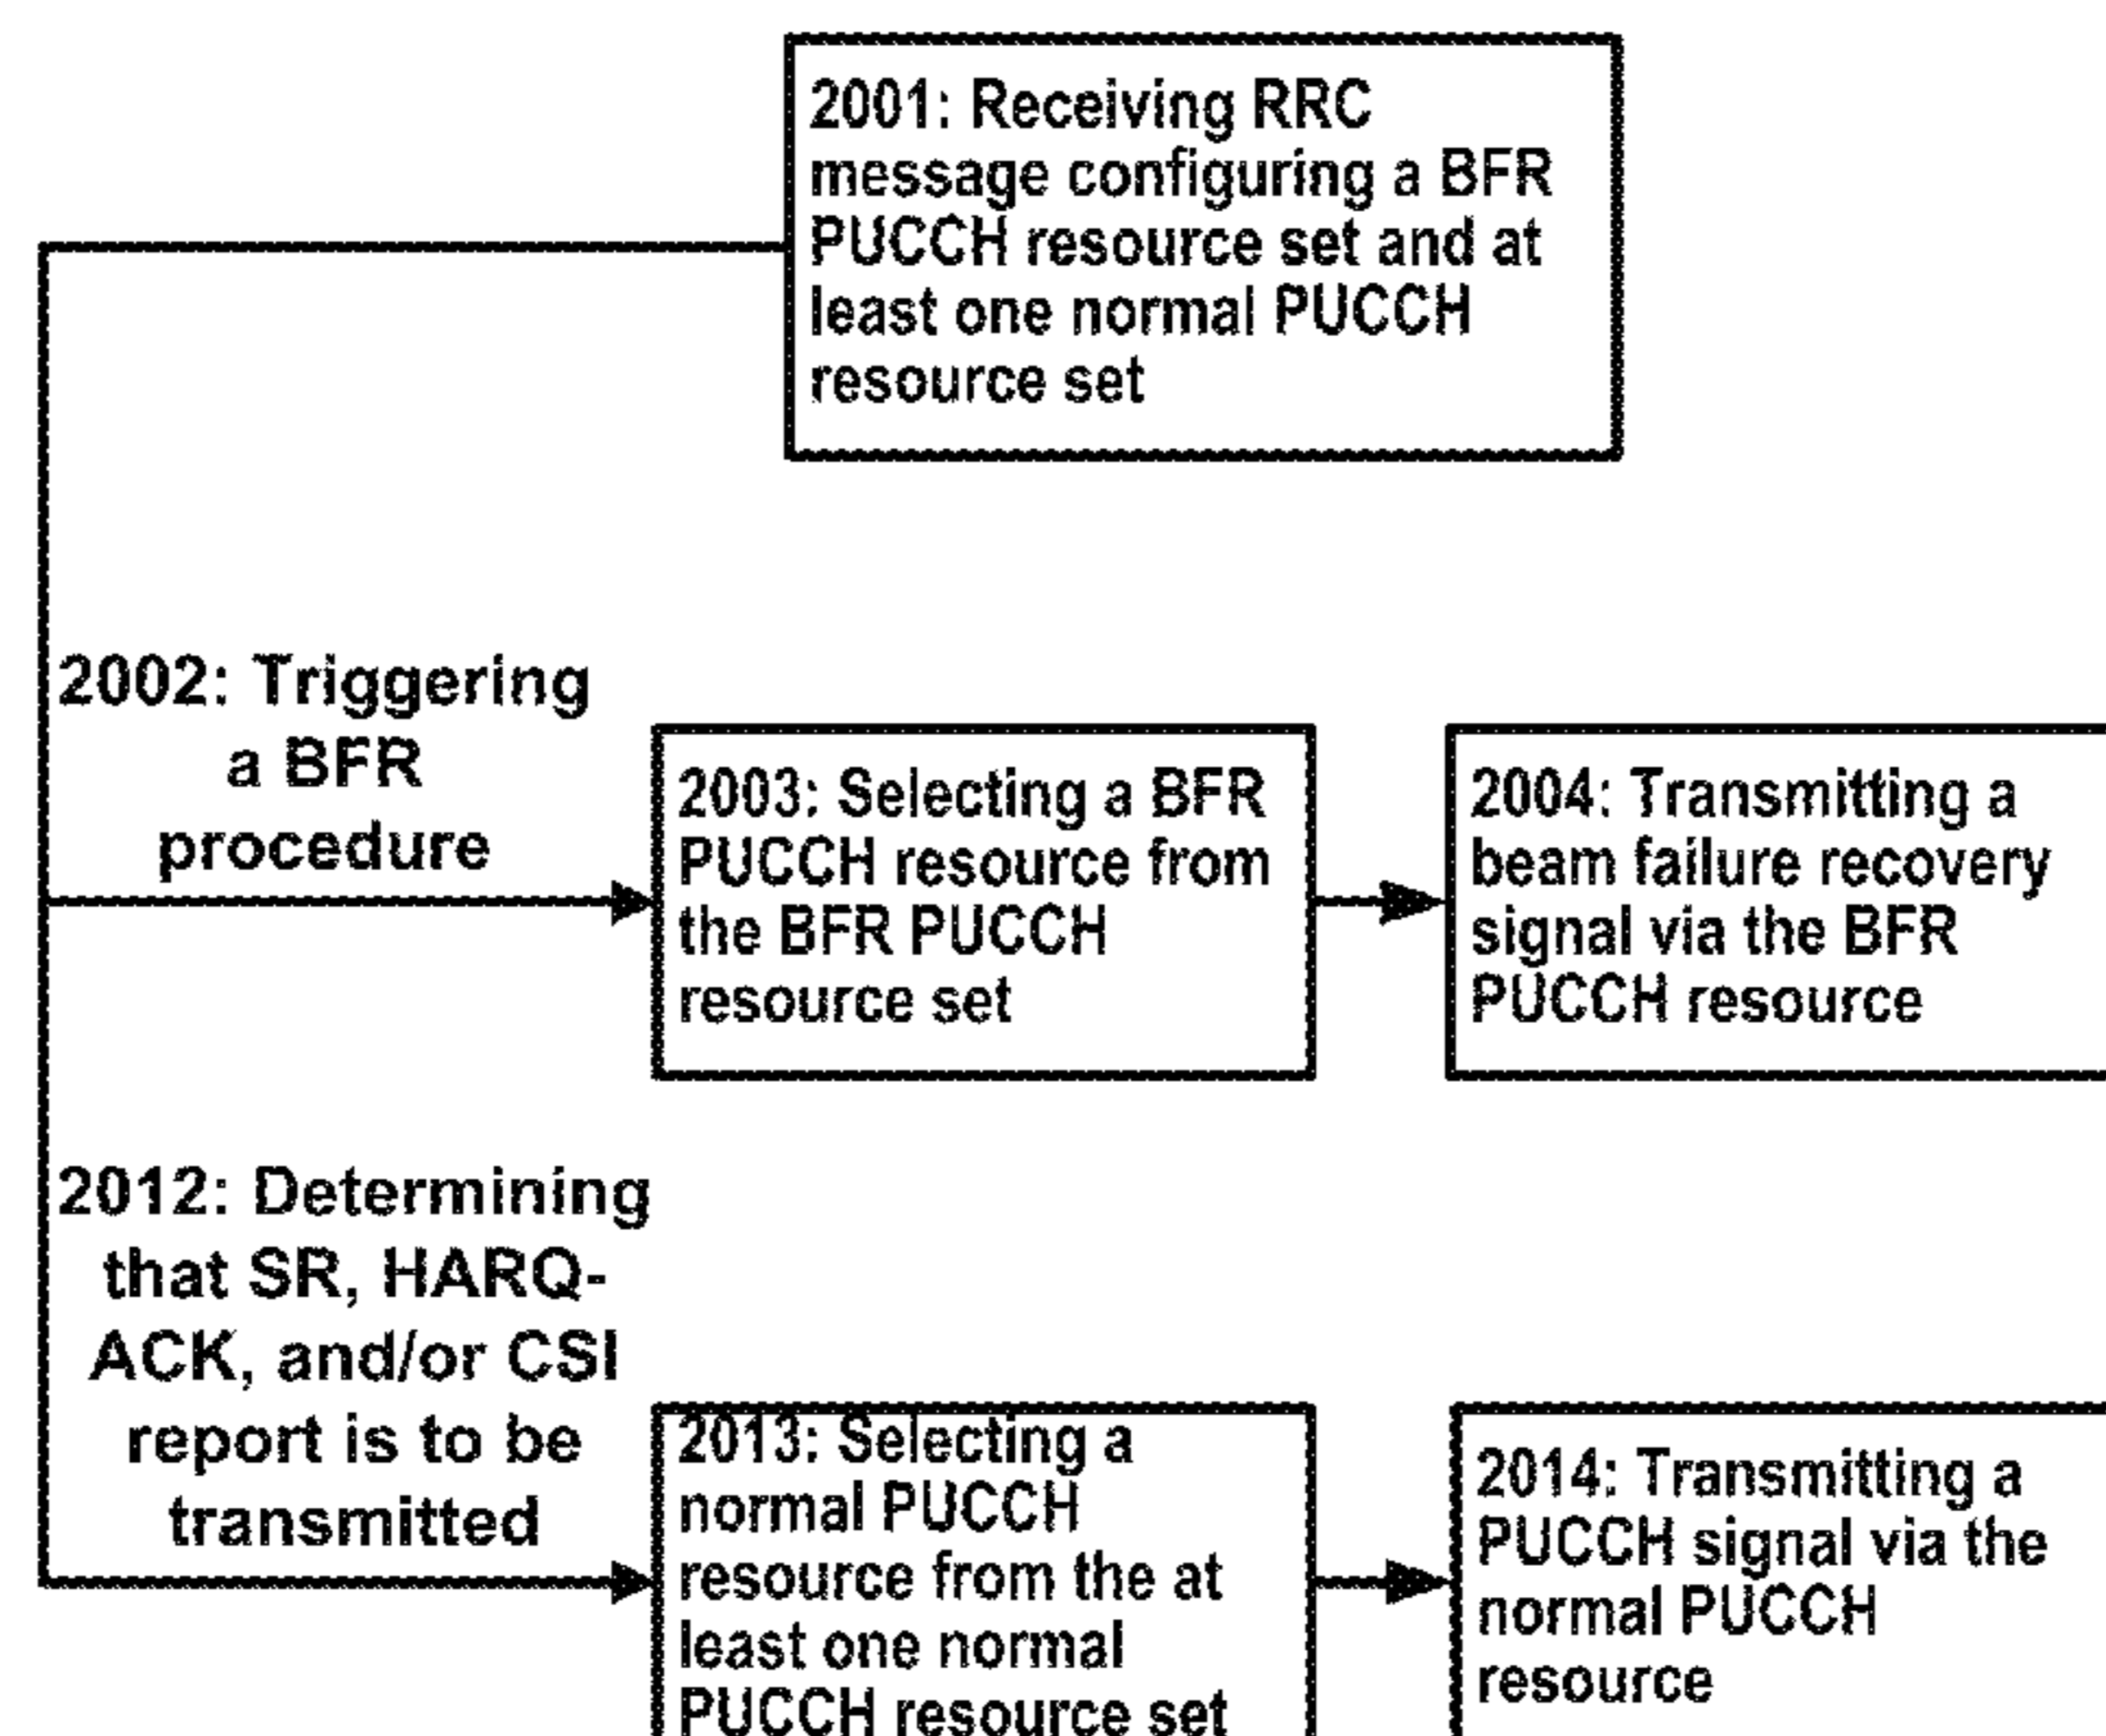 2001: Receiving RRC
message configuring a BFR
PUCCH resource set and at
least one normal PUCCH
resource set
2002: Triggering
a BFR
procedure
2003: Selecting a BFR
PUCCH resource from
the BFR PUCCH
resource set
2004: Transmitting a
beam failure recovery
signal via the BFR
PUCCH resource
2012: Determining
that SR, HARQ-
ACK, and/or CSI
report is to be
transmitted
2013: Selecting a
normal PUCCH
resource from the at
least one normal
PUCCH resource set
2014: Transmitting a
PUCCH signal via the
normal PUCCH
resource